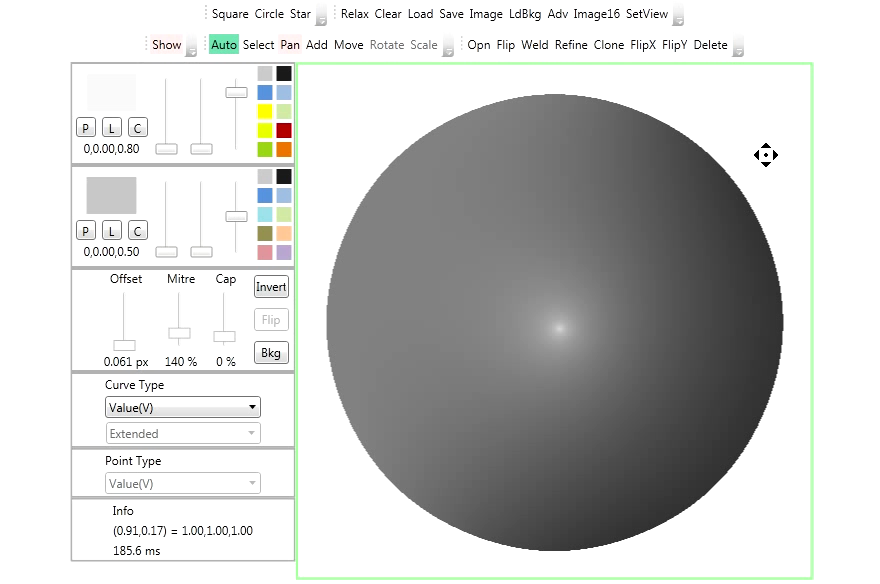 Square Circle Star Relax Clear Load Save Image LdBkg Adv Image16 SetView
Show Auto Select Pan Add Move Rotate Scale Opn Flip Weld Refine Clone FlipX FlipY Delete
P L C
0,0.00,0.80
P L C
0,0.00,0.50
Offset Mitre Cap
Invert
Flip
Bkg
0.061 px 140 % 0 %
Curve Type
Value(V)
Extended
Point Type
Value(V)
Info
(0.91,0.17) = 1.00,1.00,1.00
185.6 ms